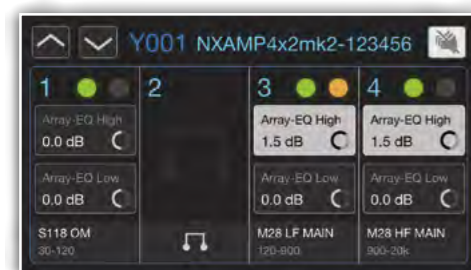 Y001 NXAMP4x2mk2-123456
1 2 3 4
Array-EQ High Array-EQ High Array-EQ High
0.0 dB 1.5 dB 1.5 dB
Array-EQ Low Array-EQ Low Array-EQ Low
0.0 dB 0.0 dB 0.0 dB
S118 OM M28 LF MAIN M28 HF MAIN
30-120 120-900 900-20k